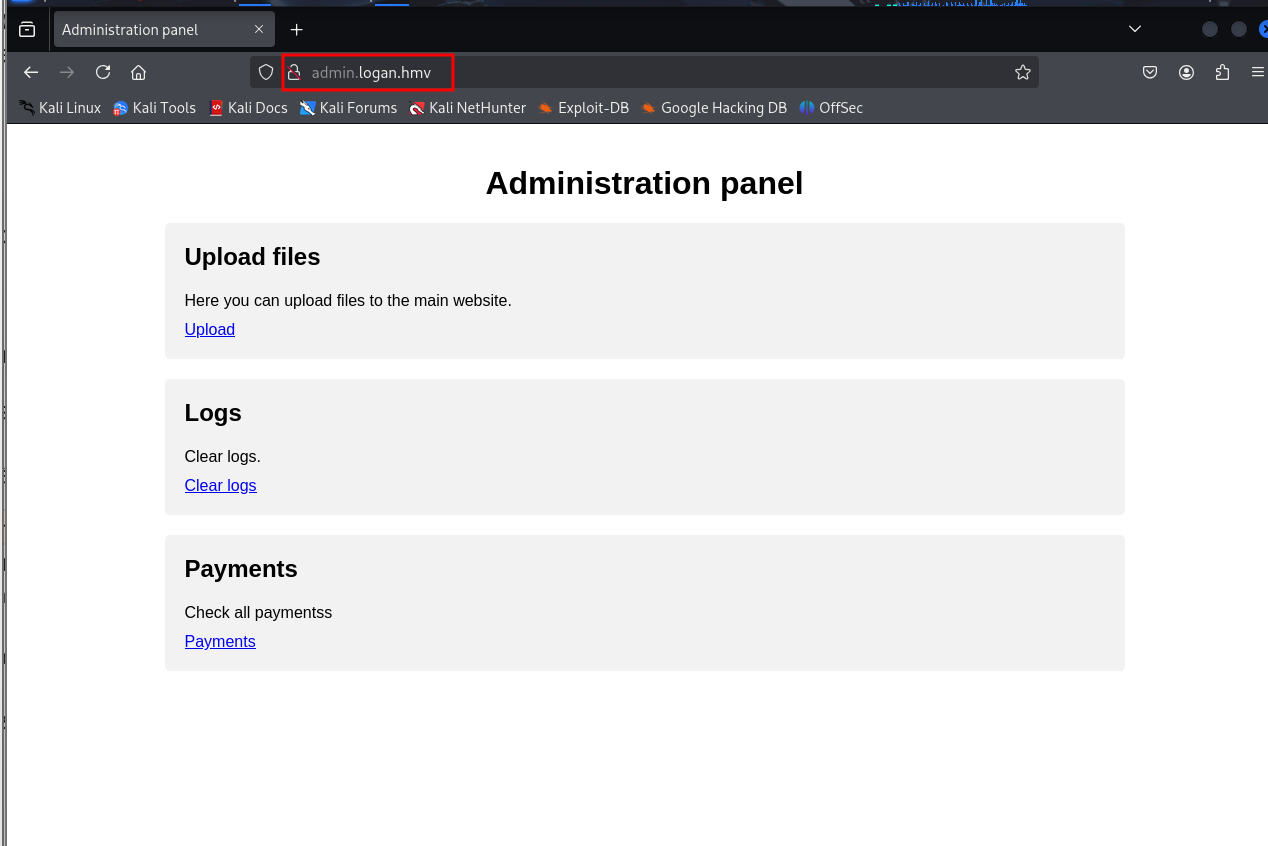 Administration panel
admin.logan.hmv
Kali Linux Kali Tools Kali Docs Kali Forums Kali NetHunter Exploit-DB Google Hacking DB OffSec
Administration panel
Upload files
Here you can upload files to the main website.
Upload
Logs
Clear logs.
Clear logs
Payments
Check all paymentss
Payments